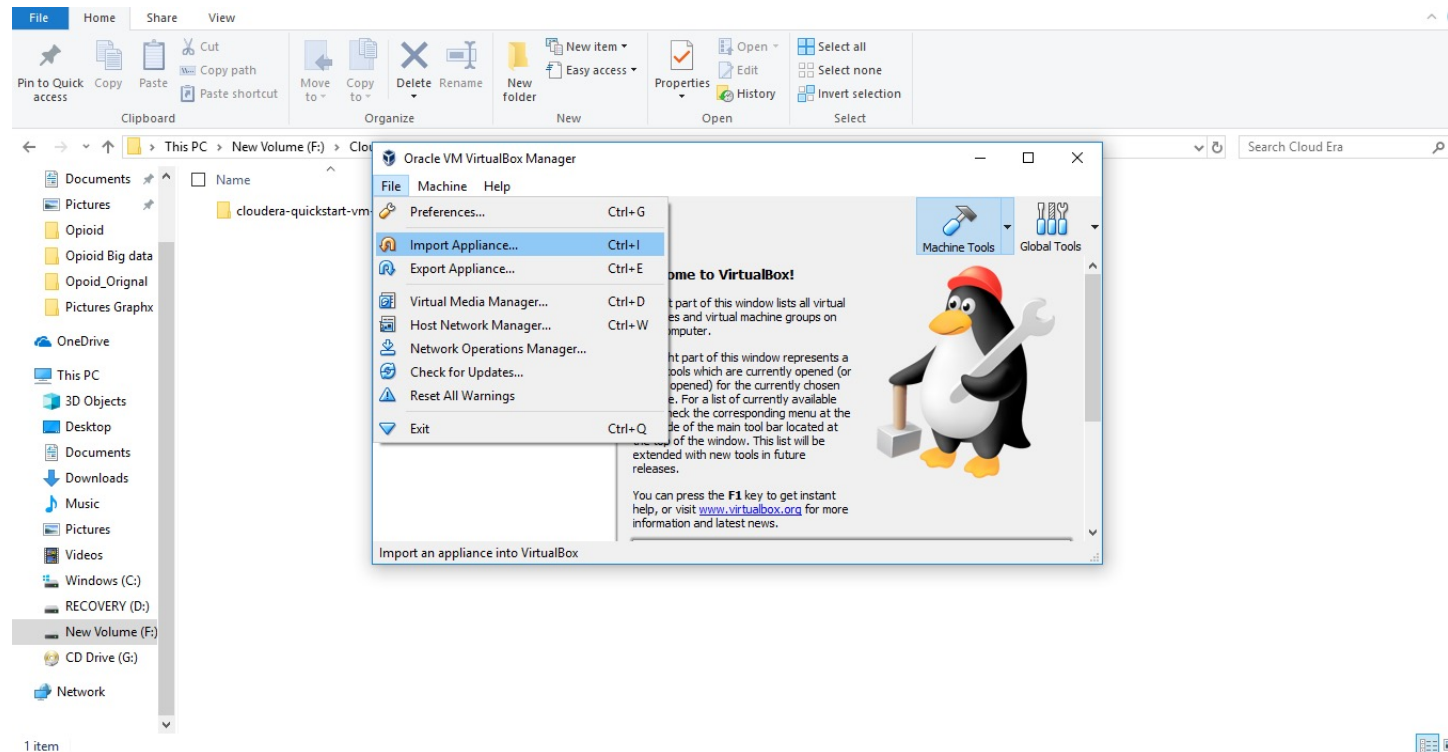 File Home Share View
Pin to Quick access
Copy
Paste
Cut
Copy path
Paste shortcut
Clipboard
Move to
Copy to
Delete
Rename
Organize
New folder
New item
Easy access
New
Properties
Open
Edit
History
Open
Select all
Select none
Invert selection
Select
This PC > New Volume (F:) >
Search Cloud Era
Documents
Pictures
Opioid
Opioid Big data
Opoid_Orignal
Pictures Graphx
OneDrive
This PC
3D Objects
Desktop
Documents
Downloads
Music
Pictures
Videos
Windows (C:)
RECOVERY (D:)
New Volume (F:)
CD Drive (G:)
Network
1 item
Name
cloudera-quickstart-vm-
Oracle VM VirtualBox Manager
File Machine Help
Preferences... Ctrl+G
Import Appliance... Ctrl+I
Export Appliance... Ctrl+E
Virtual Media Manager... Ctrl+D
Host Network Manager... Ctrl+W
Network Operations Manager...
Check for Updates...
Reset All Warnings
Exit Ctrl+Q
Machine Tools
Global Tools
ome to VirtualBox!
t part of this window lists all virtual
es and virtual machine groups on
mputer.
ht part of this window represents a
ools which are currently opened (or
opened) for the currently chosen
e. For a list of currently available
heck the corresponding menu at the
de of the main tool bar located at
the top of the window. This list will be
extended with new tools in future
releases.
You can press the F1 key to get instant
help, or visit www.virtualbox.org for more
information and latest news.
Import an appliance into VirtualBox